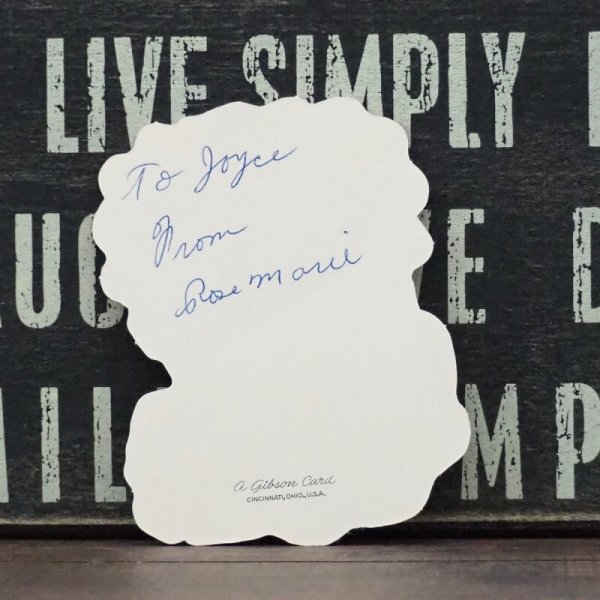 LIVE SIMPLY
To Joyce
From
Rosemarie
A Gibson Card
CINCINNATI, OHIO, U.S.A.